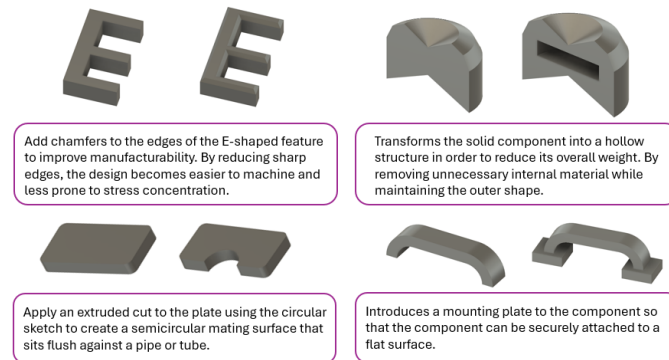 Add chamfers to the edges of the E-shaped feature
to improve manufacturability. By reducing sharp
edges, the design becomes easier to machine and
less prone to stress concentration.
Transforms the solid component into a hollow
structure in order to reduce its overall weight. By
removing unnecessary internal material while
maintaining the outer shape.
Apply an extruded cut to the plate using the circular
sketch to create a semicircular mating surface that
sits flush against a pipe or tube.
Introduces a mounting plate to the component so
that the component can be securely attached to a
flat surface.